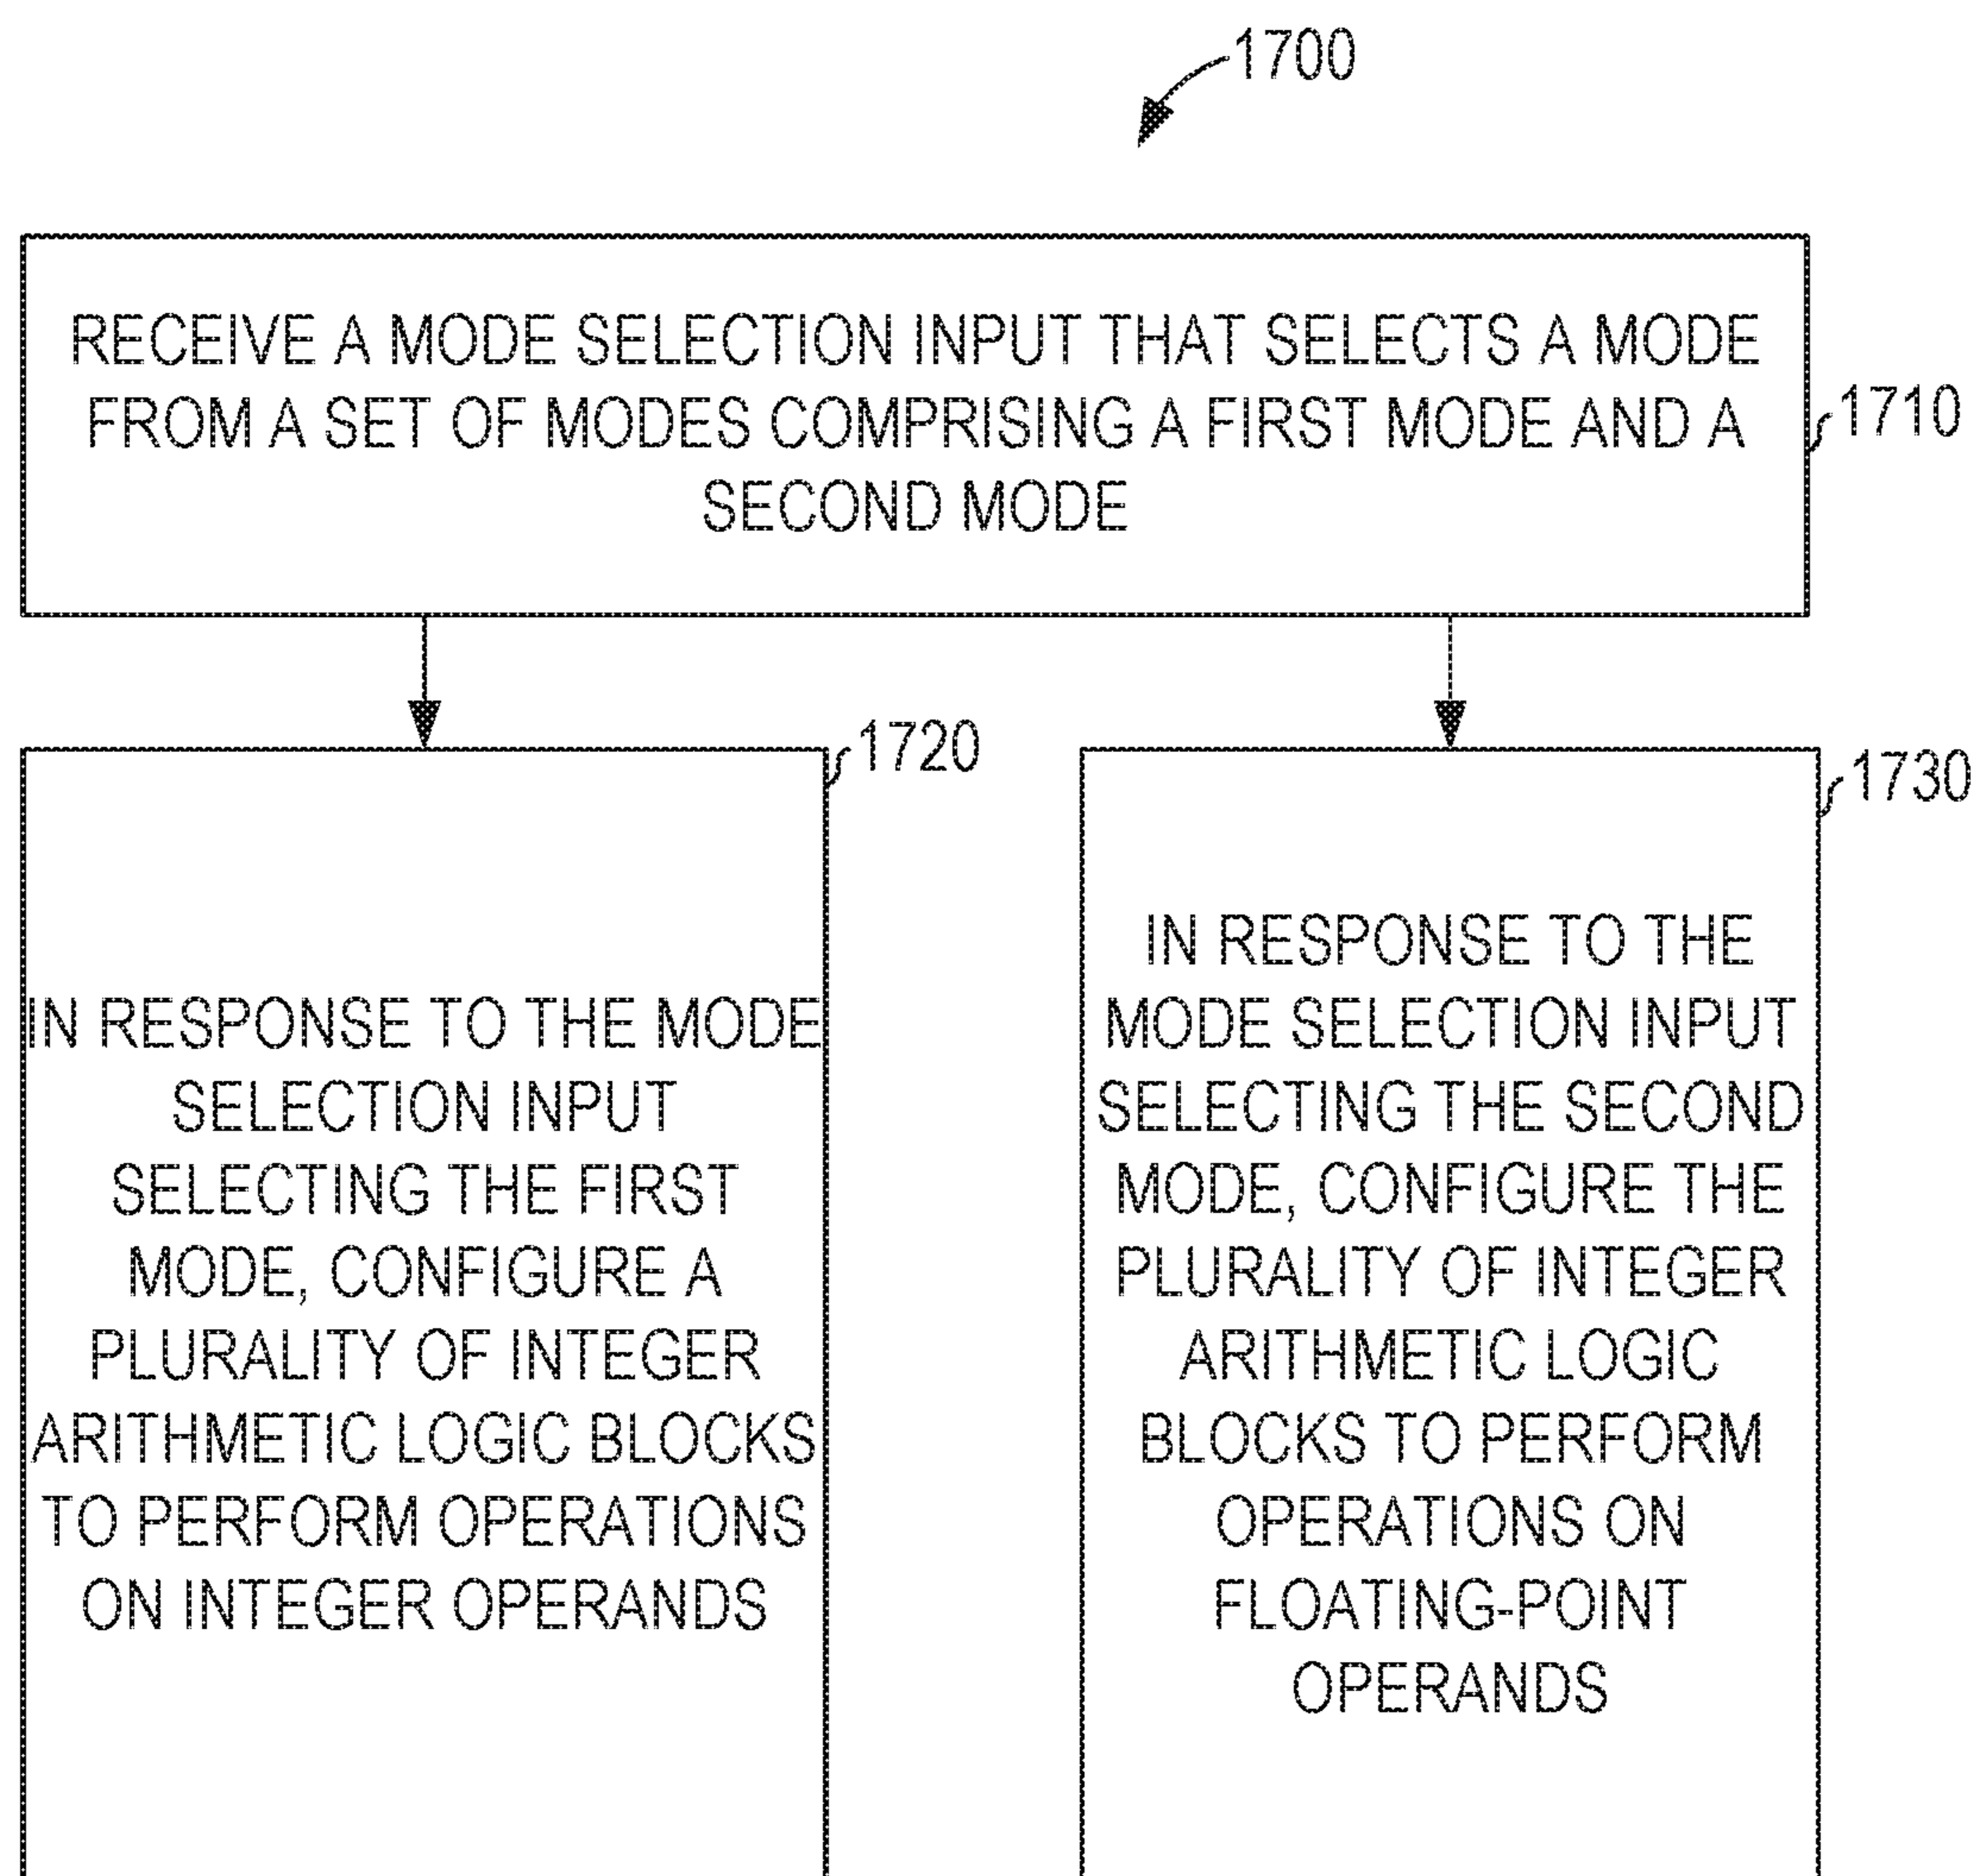 1700
RECEIVE A MODE SELECTION INPUT THAT SELECTS A MODE
FROM A SET OF MODES COMPRISING A FIRST MODE AND A
SECOND MODE
1710
1720
IN RESPONSE TO THE MODE
SELECTION INPUT
SELECTING THE FIRST
MODE, CONFIGURE A
PLURALITY OF INTEGER
ARITHMETIC LOGIC BLOCKS
TO PERFORM OPERATIONS
ON INTEGER OPERANDS
1730
IN RESPONSE TO THE
MODE SELECTION INPUT
SELECTING THE SECOND
MODE, CONFIGURE THE
PLURALITY OF INTEGER
ARITHMETIC LOGIC
BLOCKS TO PERFORM
OPERATIONS ON
FLOATING-POINT
OPERANDS